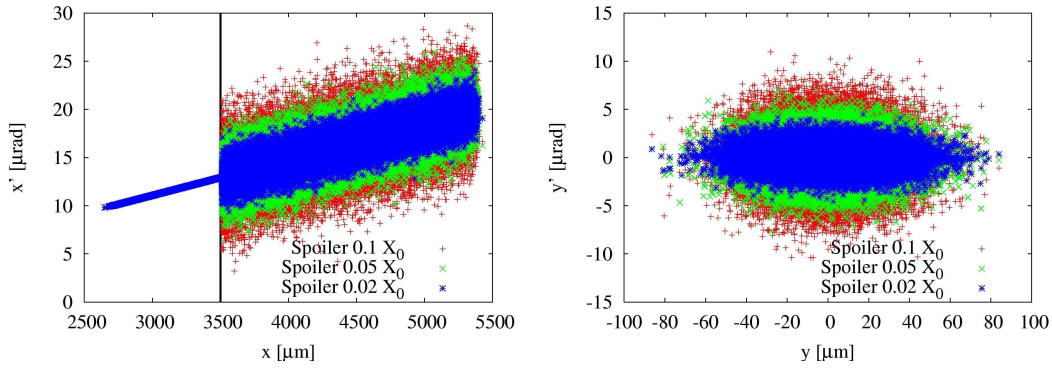 30
25
20
15
10
5
0
x' [μrad]
Spoiler 0.1 X0
Spoiler 0.05 X0
Spoiler 0.02 X0
2500 3000 3500 4000 4500 5000 5500
x [μm]
15
10
5
0
-5
-10
-15
y' [μrad]
Spoiler 0.1 X0
Spoiler 0.05 X0
Spoiler 0.02 X0
-100 -80 -60 -40 -20 0 20 40 60 80 100
y [μm]